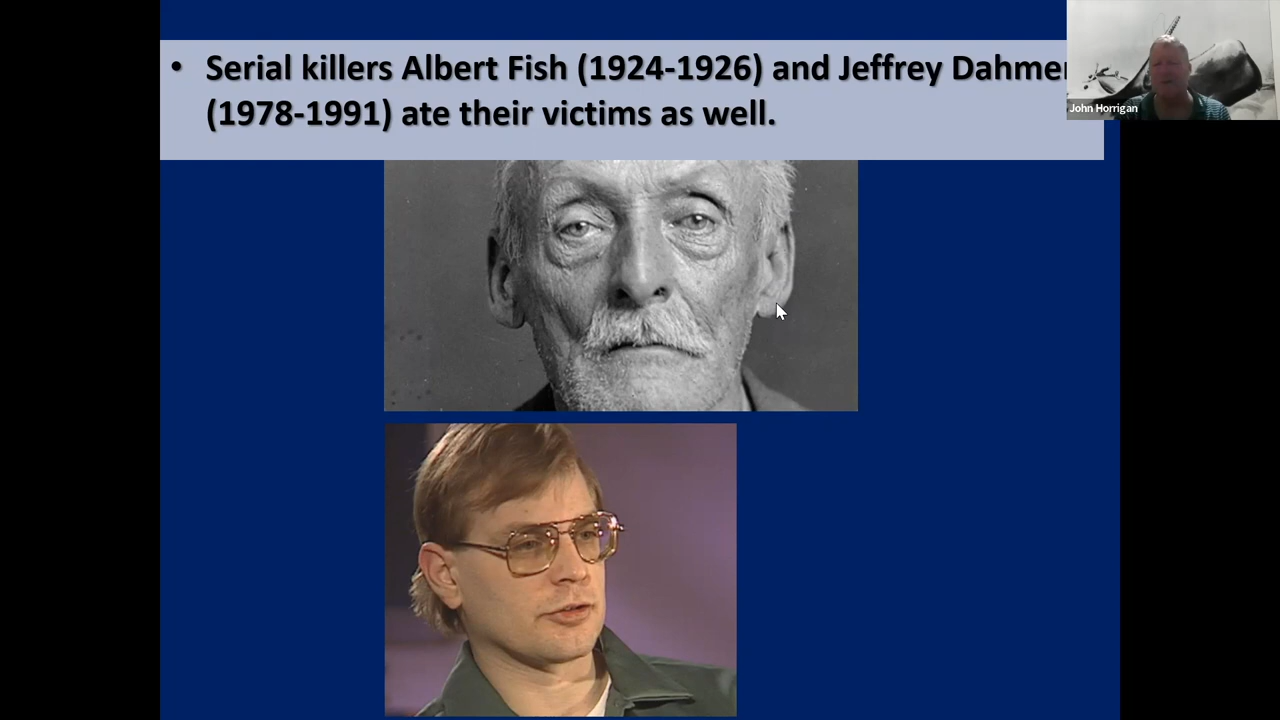 • Serial killers Albert Fish (1924-1926) and Jeffrey Dahmer
(1978-1991) ate their victims as well.
John Horrigan